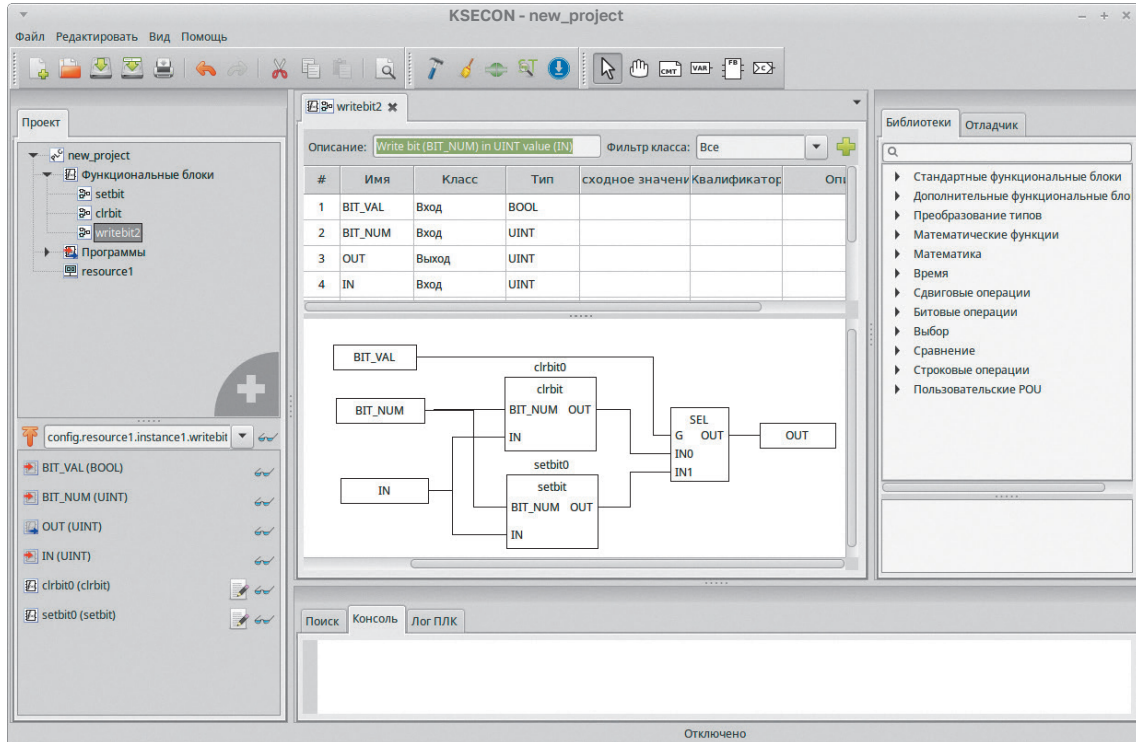 KSECON - new_project
Файл Редактировать Вид Помощь
CMT VAR FB >C>
Проект
new_project
Функциональные блоки
setbit
clrbit
writebit2
Программы
resource1
config.resource1.instance1.writebit
BIT_VAL (BOOL)
BIT_NUM (UINT)
OUT (UINT)
IN (UINT)
clrbit0 (clrbit)
setbit0 (setbit)
writebit2
Описание: Write bit (BIT_NUM) in UINT value (IN) Фильтр класса: Все
# Имя Класс Тип сходное значени Квалификатор Опи
1 BIT_VAL Вход BOOL
2 BIT_NUM Вход UINT
3 OUT Выход UINT
4 IN Вход UINT
BIT_VAL
clrbit0
clrbit
BIT_NUM
BIT_NUM OUT
IN
SEL
G OUT
IN0
IN1
OUT
setbit0
setbit
IN
BIT_NUM OUT
IN
Библиотеки Отладчик
Стандартные функциональные блоки
Дополнительные функциональные бло
Преобразование типов
Математические функции
Математика
Время
Сдвиговые операции
Битовые операции
Выбор
Сравнение
Строковые операции
Пользовательские POU
Поиск Консоль Лог ПЛК
Отключено